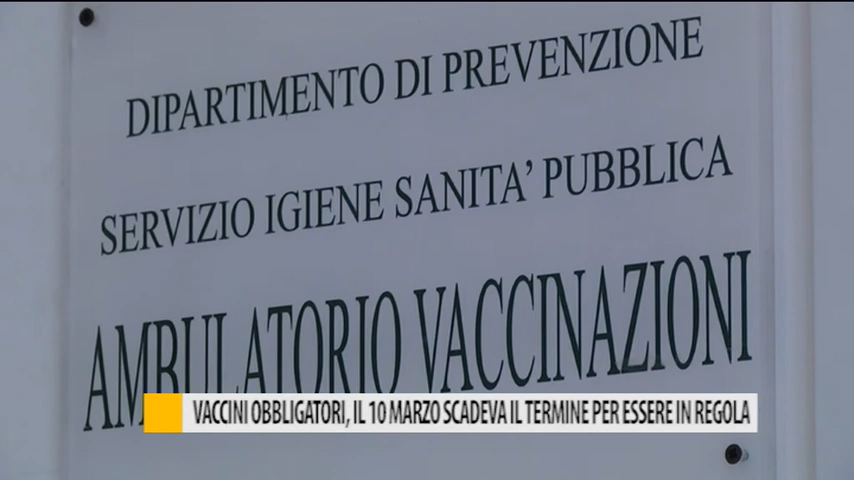 DIPARTIMENTO DI PREVENZIONE
SERVIZIO IGIENE SANITA' PUBBLICA
AMBULATORIO VACCINAZIONI
VACCINI OBBLIGATORI, IL 10 MARZO SCADEVA IL TERMINE PER ESSERE IN REGOLA